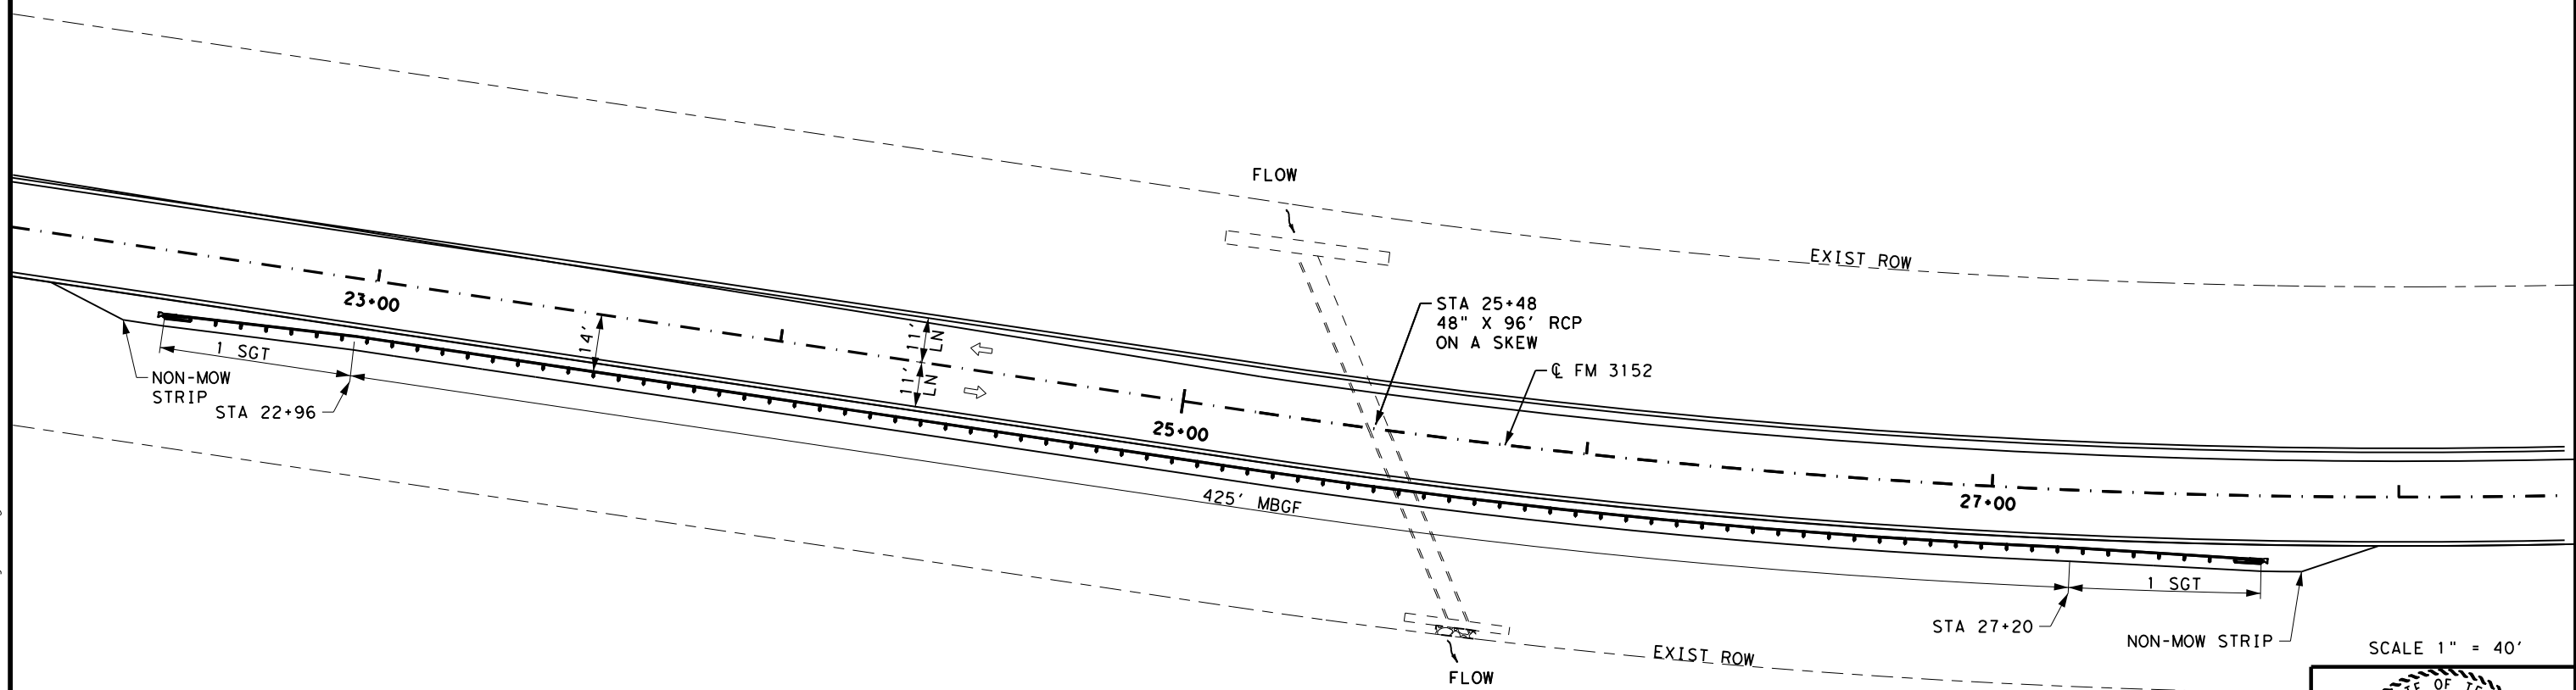 FLOW
EXIST ROW
23+00
STA 25+48
48" X 96' RCP
ON A SKEW
14'
11'
LN
11'
LN
1 SGT
℄ FM 3152
NON-MOW
STRIP
STA 22+96
25+00
425' MBGF
27+00
1 SGT
STA 27+20
NON-MOW STRIP
SCALE 1" = 40'
EXIST ROW
FLOW
OF